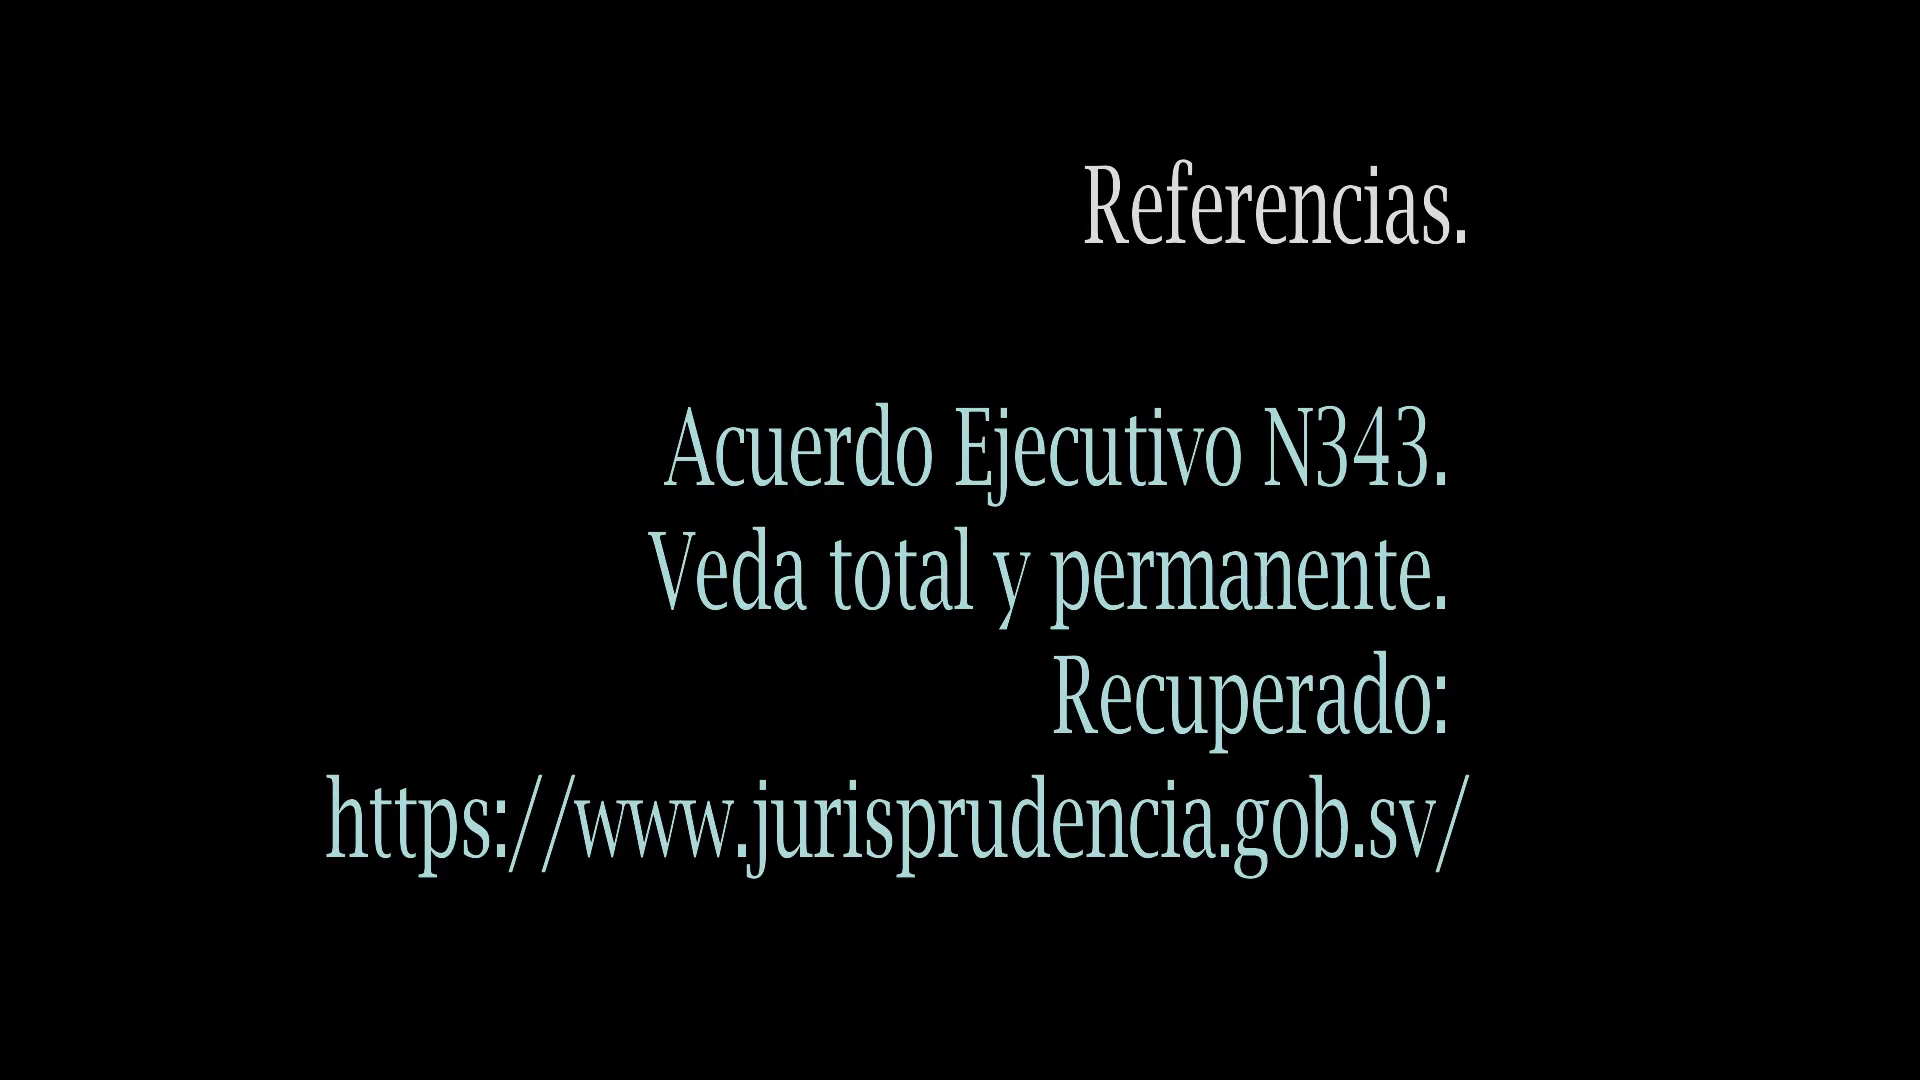 Referencias.
Acuerdo Ejecutivo N343.
Veda total y permanente.
Recuperado:
https://www.jurisprudencia.gob.sv/